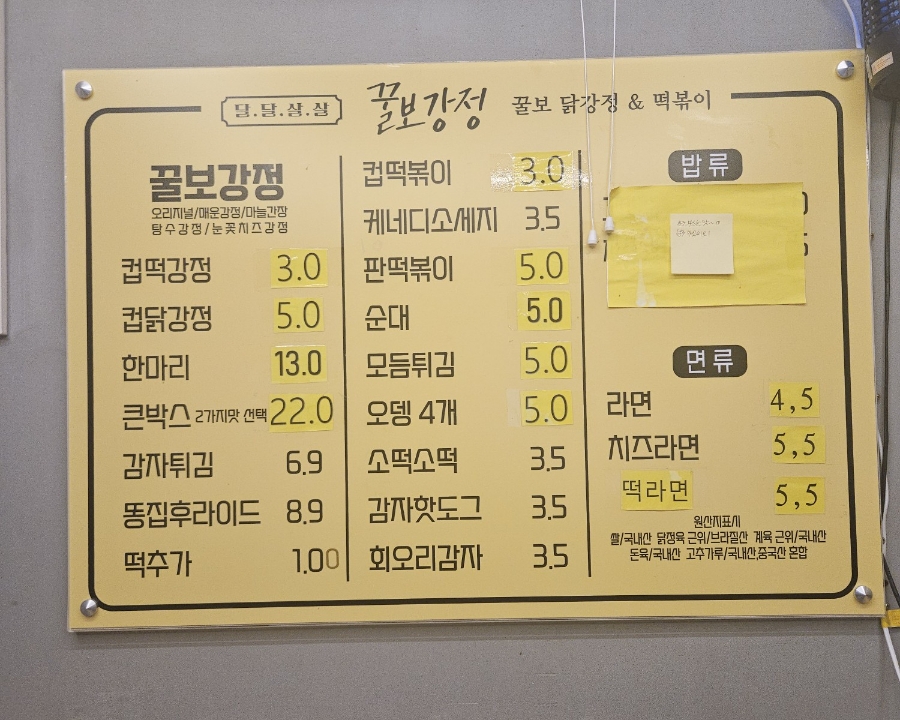 달.달.살.살
꿀보강정
꿀보 닭강정 & 떡볶이
꿀보강정
오리지널/매운강정/마늘간장
탕수강정/눈꽃치즈강정
컵떡강정 3.0
컵닭강정 5.0
한마리 13.0
큰박스 2가지맛 선택 22.0
감자튀김 6.9
똥집후라이드 8.9
떡추가 1.00
컵떡볶이 3.0
케네디소세지 3.5
판떡볶이 5.0
순대 5.0
모듬튀김 5.0
오뎅 4개 5.0
소떡소떡 3.5
감자핫도그 3.5
회오리감자 3.5
밥류
면류
라면 4,5
치즈라면 5,5
떡라면 5,5
원산지표시
쌀/국내산 닭정육 근위/브라질산 계육 근위/국내산
돈육/국내산 고추가루/국내산,중국산 혼합